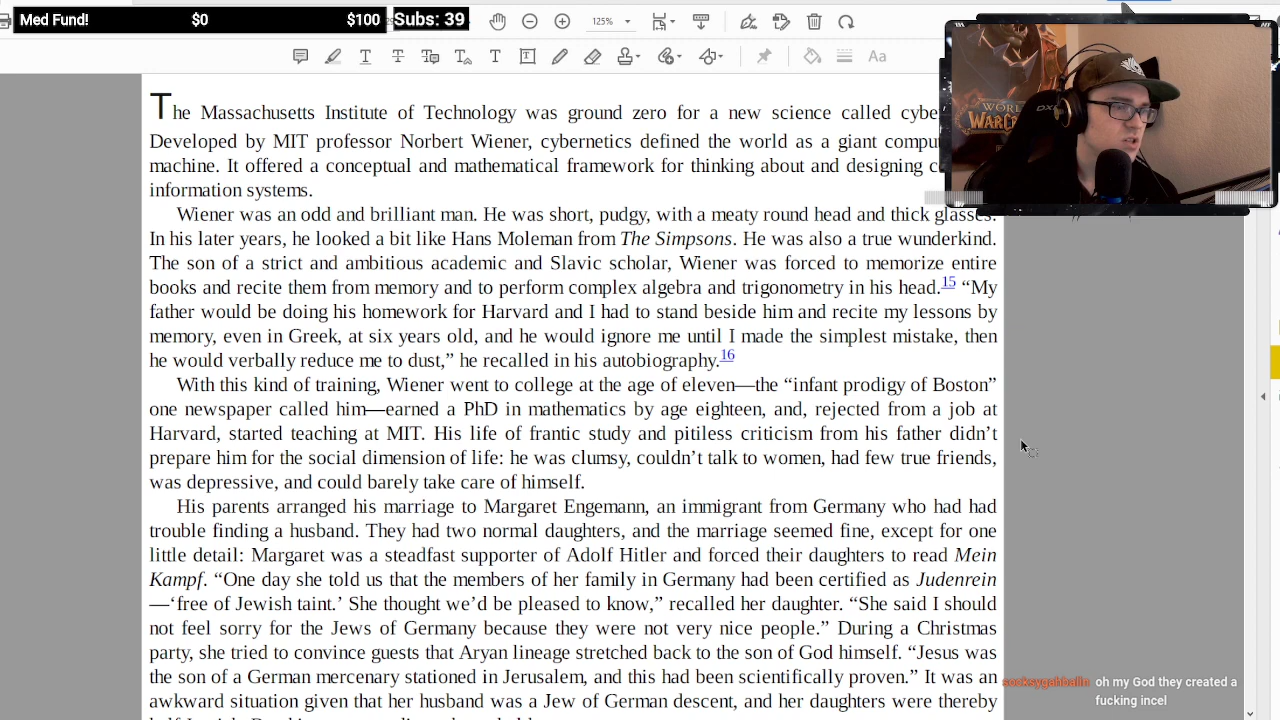 Med Fund! $0 $100 Subs: 39
125%
T T T T T Aa
The Massachusetts Institute of Technology was ground zero for a new science called
Developed by MIT professor Norbert Wiener, cybernetics defined the world as a giant
machine. It offered a conceptual and mathematical framework for thinking about and designing
information systems.
Wiener was an odd and brilliant man. He was short, pudgy, with a meaty round head and thick glasses.
In his later years, he looked a bit like Hans Moleman from The Simpsons. He was also a true wunderkind.
The son of a strict and ambitious academic and Slavic scholar, Wiener was forced to memorize entire
books and recite them from memory and to perform complex algebra and trigonometry in his head.15 “My
father would be doing his homework for Harvard and I had to stand beside him and recite my lessons by
memory, even in Greek, at six years old, and he would ignore me until I made the simplest mistake, then
he would verbally reduce me to dust,” he recalled in his autobiography.16
With this kind of training, Wiener went to college at the age of eleven—the “infant prodigy of Boston”
one newspaper called him—earned a PhD in mathematics by age eighteen, and, rejected from a job at
Harvard, started teaching at MIT. His life of frantic study and pitiless criticism from his father didn’t
prepare him for the social dimension of life: he was clumsy, couldn’t talk to women, had few true friends,
was depressive, and could barely take care of himself.
His parents arranged his marriage to Margaret Engemann, an immigrant from Germany who had had
trouble finding a husband. They had two normal daughters, and the marriage seemed fine, except for one
little detail: Margaret was a steadfast supporter of Adolf Hitler and forced their daughters to read Mein
Kampf. “One day she told us that the members of her family in Germany had been certified as Judenrein
—‘free of Jewish taint.’ She thought we’d be pleased to know,” recalled her daughter. “She said I should
not feel sorry for the Jews of Germany because they were not very nice people.” During a Christmas
party, she tried to convince guests that Aryan lineage stretched back to the son of God himself. “Jesus was
the son of a German mercenary stationed in Jerusalem, and this had been scientifically proven.” It was an
awkward situation given that her husband was a Jew of German descent, and her daughters were thereby
oh my God they created a
fucking incel